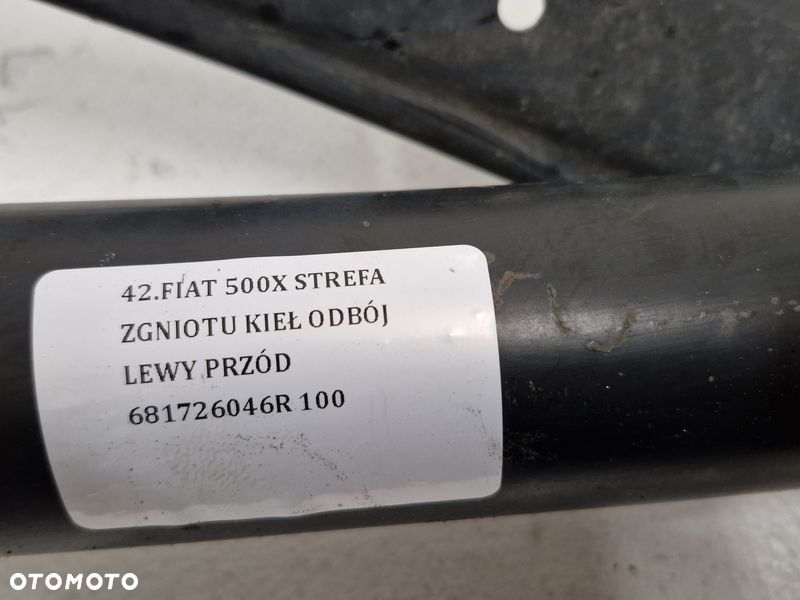 42.FIAT 500X STREFA
ZGNIOTU KIEŁ ODBÓJ
LEWY PRZÓD
681726046R 100
OTOMOTO